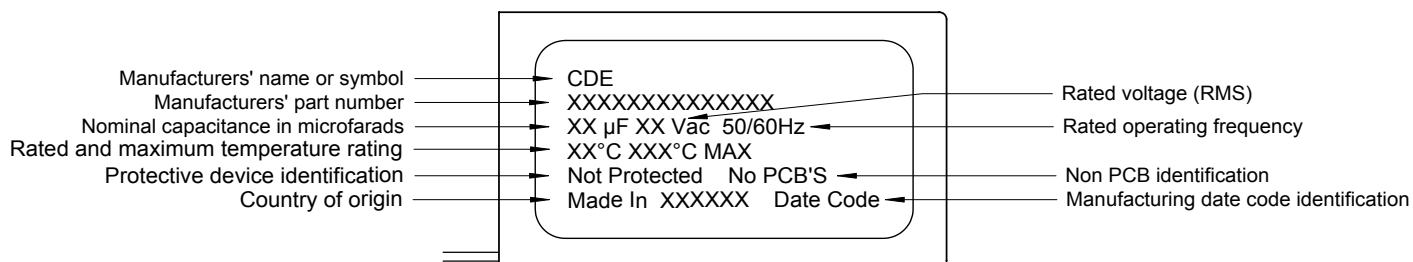 Manufacturers' name or symbol
Manufacturers' part number
Nominal capacitance in microfarads
Rated and maximum temperature rating
Protective device identification
Country of origin
CDE
XXXXXXXXXXXXXX
XX µF XX Vac 50/60Hz
XX°C XXX°C MAX
Not Protected No PCB'S
Made In XXXXXX Date Code
Rated voltage (RMS)
Rated operating frequency
Non PCB identification
Manufacturing date code identification